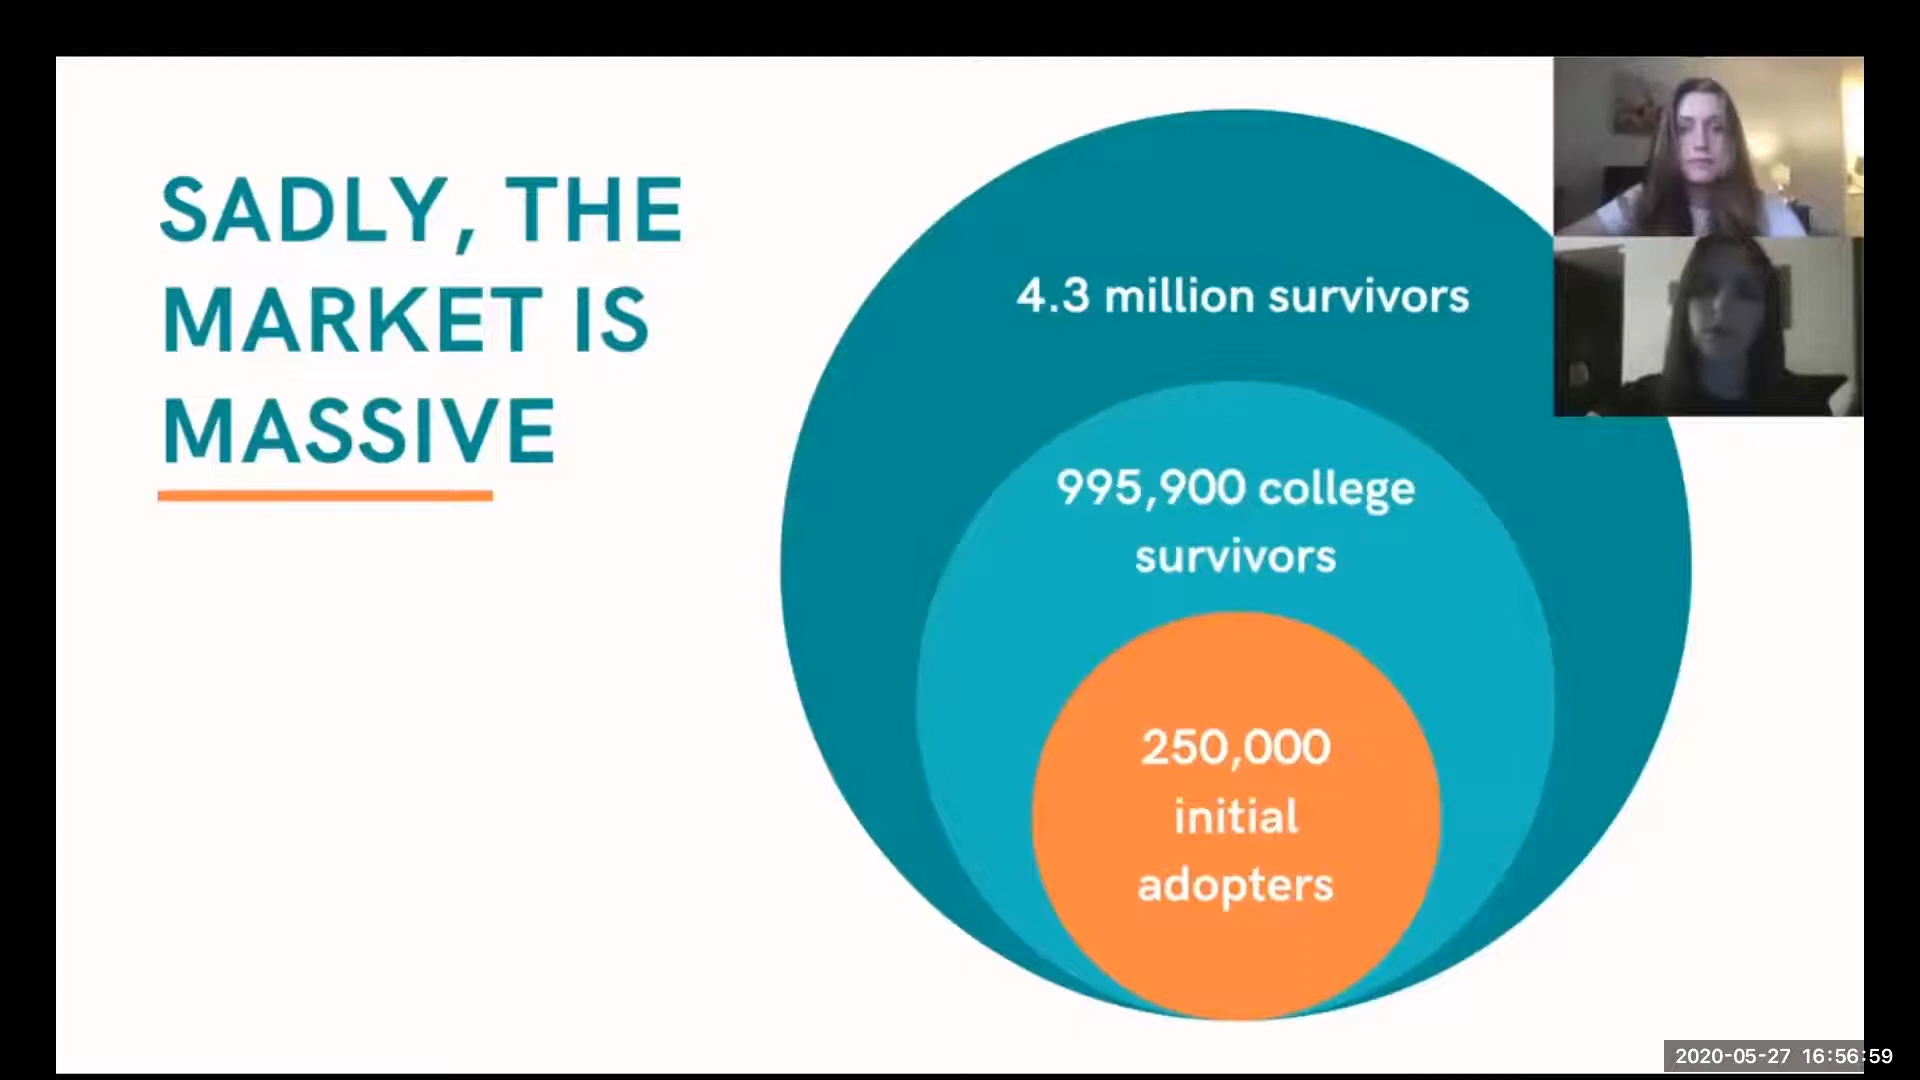 SADLY, THE
MARKET IS
MASSIVE
4.3 million survivors
995,900 college
survivors
250,000
initial
adopters
2020-05-27 16:56:59